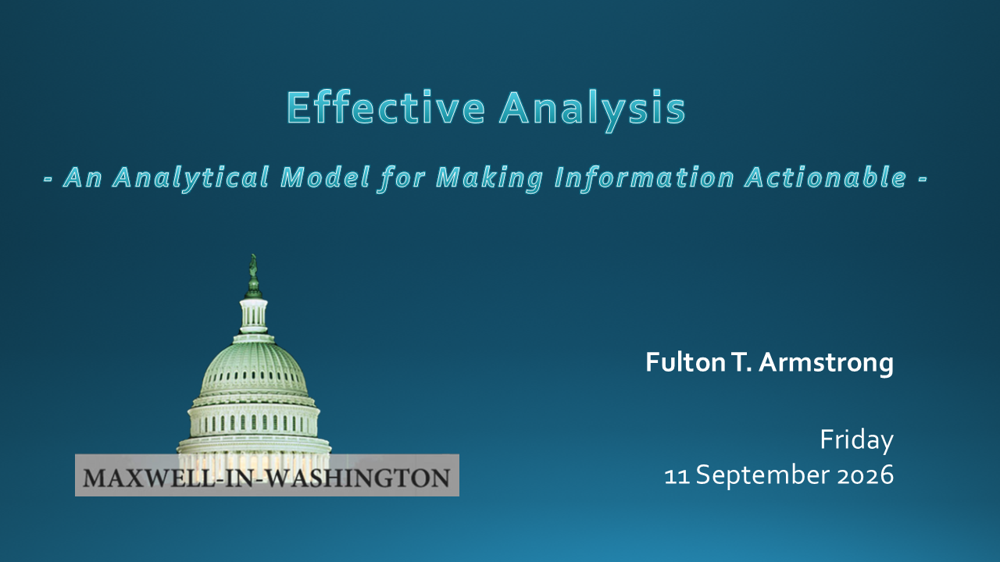 Effective Analysis
- An Analytical Model for Making Information Actionable -
Fulton T. Armstrong
Friday
11 September 2026
MAXWELL-IN-WASHINGTON